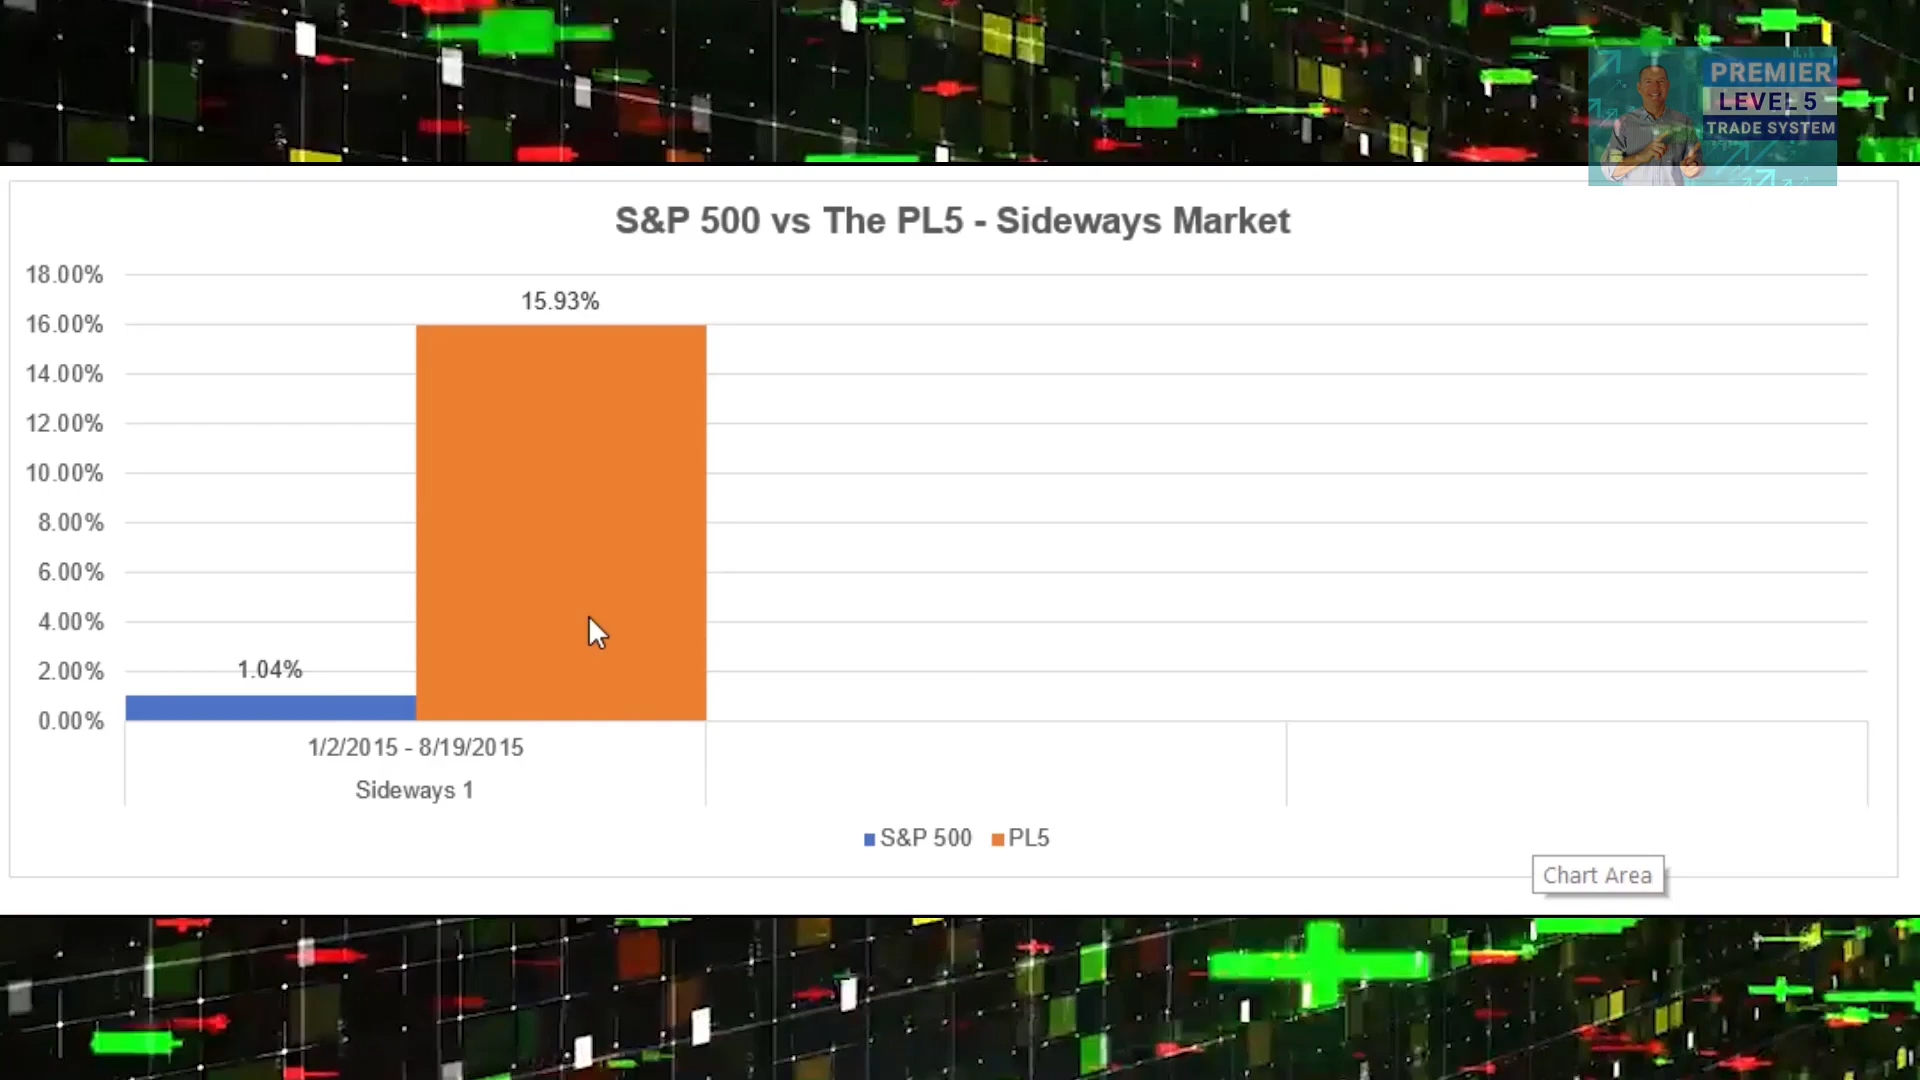 PREMIER
LEVEL 5
TRADE SYSTEM
S&P 500 vs The PL5 - Sideways Market
18.00%
16.00%
14.00%
12.00%
10.00%
8.00%
6.00%
4.00%
2.00%
0.00%
15.93%
1.04%
1/2/2015 - 8/19/2015
Sideways 1
S&P 500 PL5
Chart Area